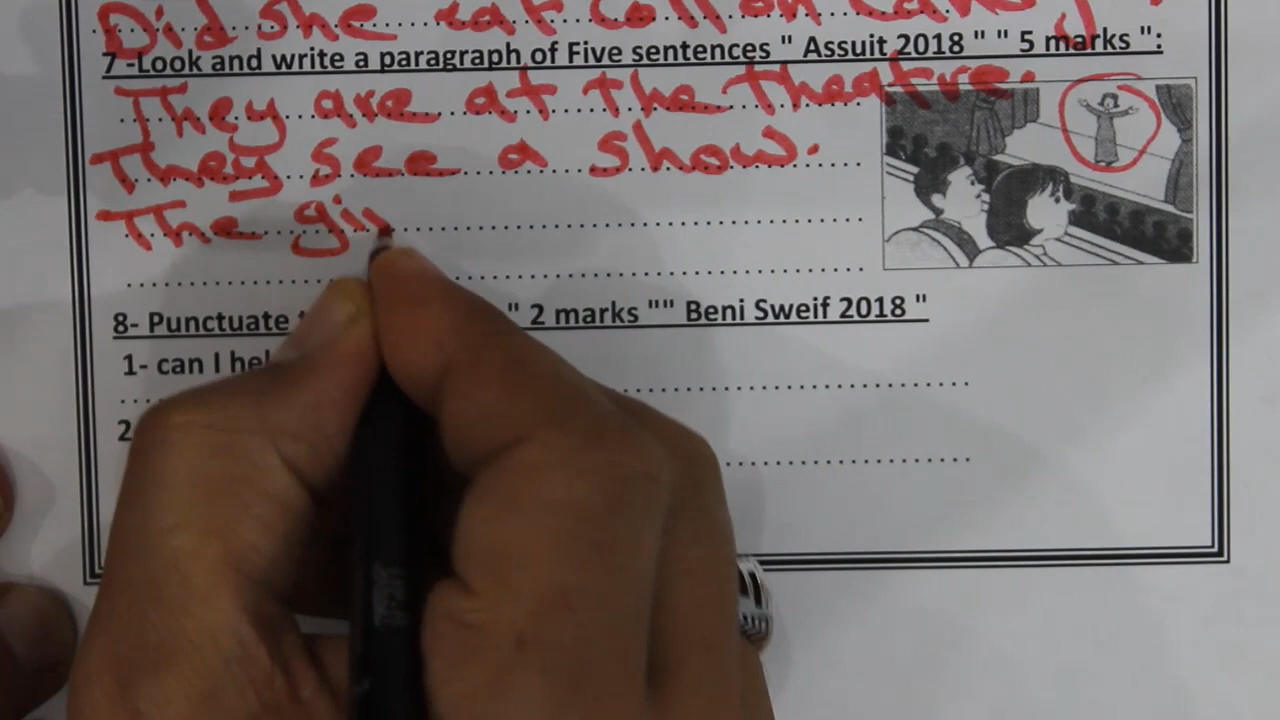 Did she eat cotton candy?
7 -Look and write a paragraph of Five sentences " Assuit 2018 " " 5 marks ":
They are at the theatre.
They see a show.
The gir
8- Punctuate " 2 marks "" Beni Sweif 2018 "
1- can I hel
2